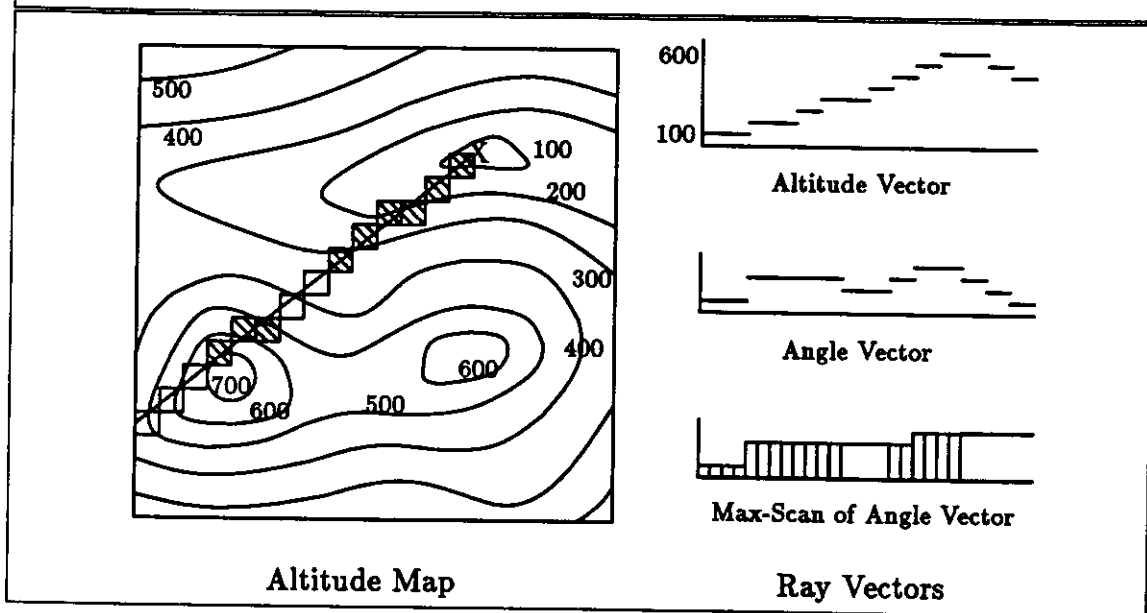 500
400
X
100
200
300
400
700
600
500
600
Altitude Map
600
100
Altitude Vector
Angle Vector
Max-Scan of Angle Vector
Ray Vectors